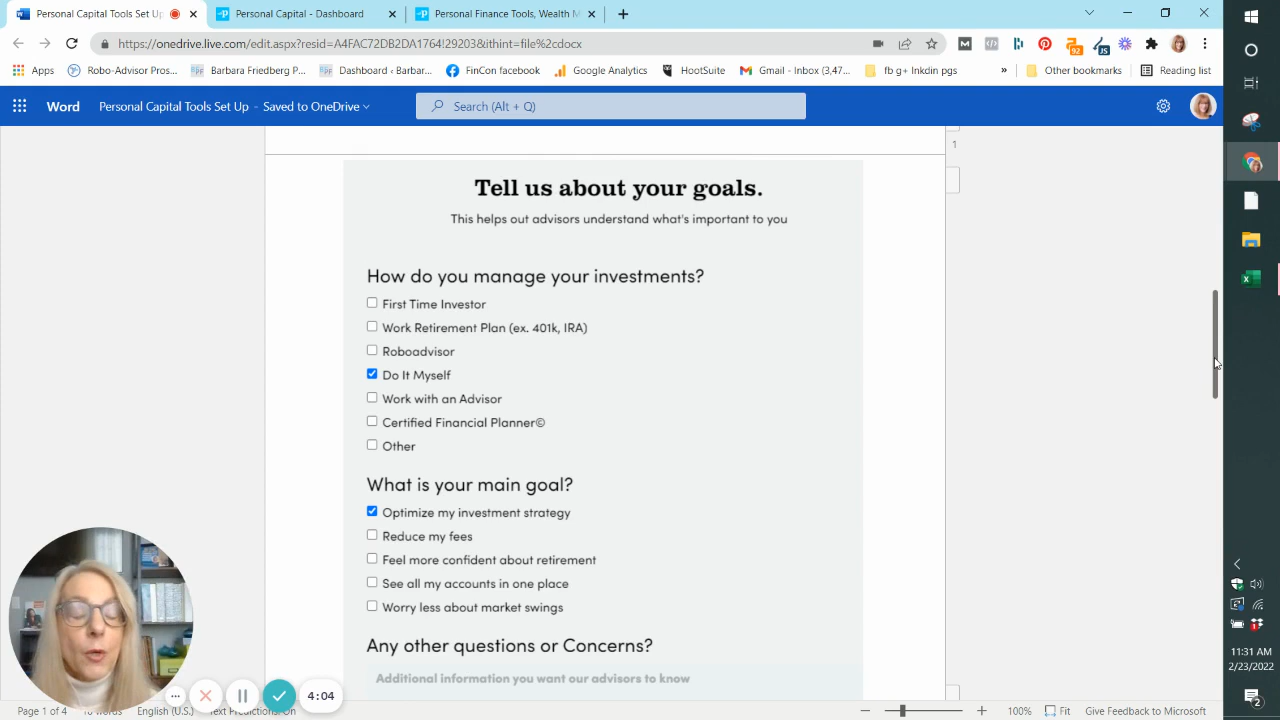 Personal Capital Tools Set Up
Personal Capital - Dashboard
Personal Finance Tools, Wealth M
https://onedrive.live.com/edit.aspx?resid=A4FAC72DB2DA1764!29203&ithint=file%2cdocx
92
Apps
Robo-Advisor Pros...
Barbara Friedberg P...
Dashboard ‹ Barbar...
FinCon facebook
Google Analytics
HootSuite
Gmail - Inbox (3,47...
fb g+ lnkdin pgs
»
Other bookmarks
Reading list
Word
Personal Capital Tools Set Up - Saved to OneDrive
Search (Alt + Q)
1
Tell us about your goals.
This helps out advisors understand what's important to you
How do you manage your investments?
First Time Investor
Work Retirement Plan (ex. 401k, IRA)
Roboadvisor
Do It Myself
Work with an Advisor
Certified Financial Planner©
Other
What is your main goal?
Optimize my investment strategy
Reduce my fees
Feel more confident about retirement
See all my accounts in one place
Worry less about market swings
Any other questions or Concerns?
Additional information you want our advisors to know
4:04
Page 1 of 4
English (U.S.)
Text Predictions: On
100%
Fit
Give Feedback to Microsoft
11:31 AM
2/23/2022
2